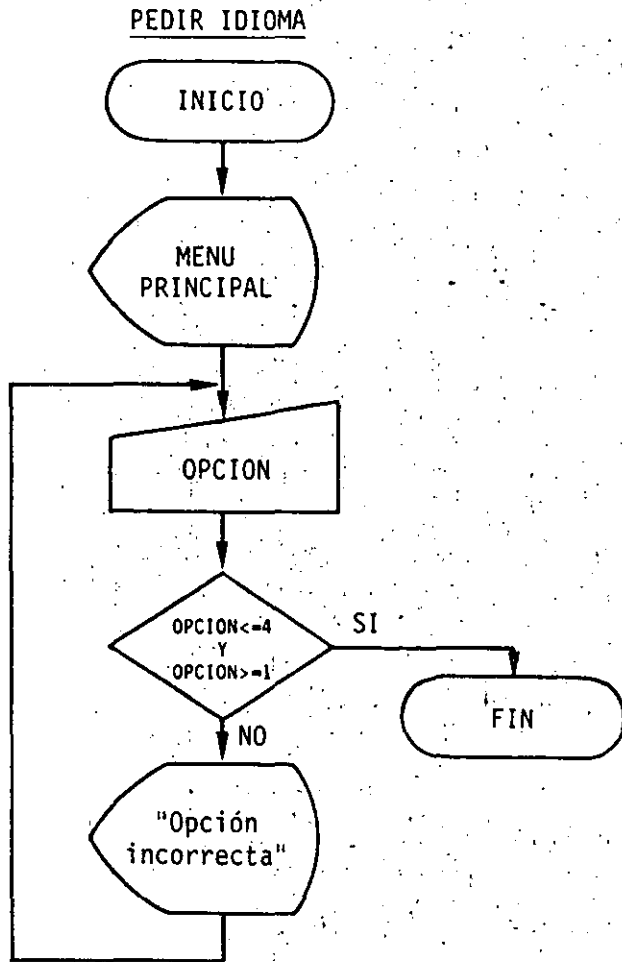 PEDIR IDIOMA
INICIO
MENU
PRINCIPAL
OPCION
OPCION<=4
Y
OPCION>=1
SI
FIN
NO
"Opción
incorrecta"